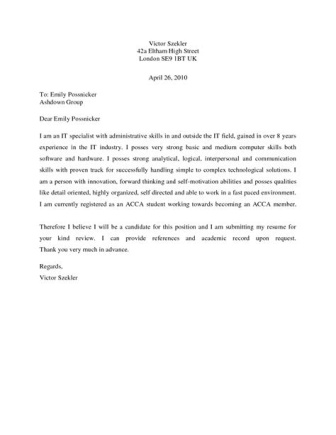 Victor Szekler
42a Eltham High Street
London SE9 1BT UK
April 26, 2010
To: Emily Possnicker
Ashdown Group
Dear Emily Possnicker
I am an IT specialist with administrative skills in and outside the IT field, gained in over 8 years
experience in the IT industry. I posses very strong basic and medium computer skills both
software and hardware. I posses strong analytical, logical, interpersonal and communication
skills with proven track for successfully handling simple to complex technological solutions. I
am a person with innovation, forward thinking and self-motivation abilities and posses qualities
like detail oriented, highly organized, self directed and able to work in a fast paced environment.
I am currently registered as an ACCA student working towards becoming an ACCA member.
Therefore I believe I will be a candidate for this position and I am submitting my resume for
your kind review. I can provide references and academic record upon request.
Thank you very much in advance.
Regards,
Victor Szekler